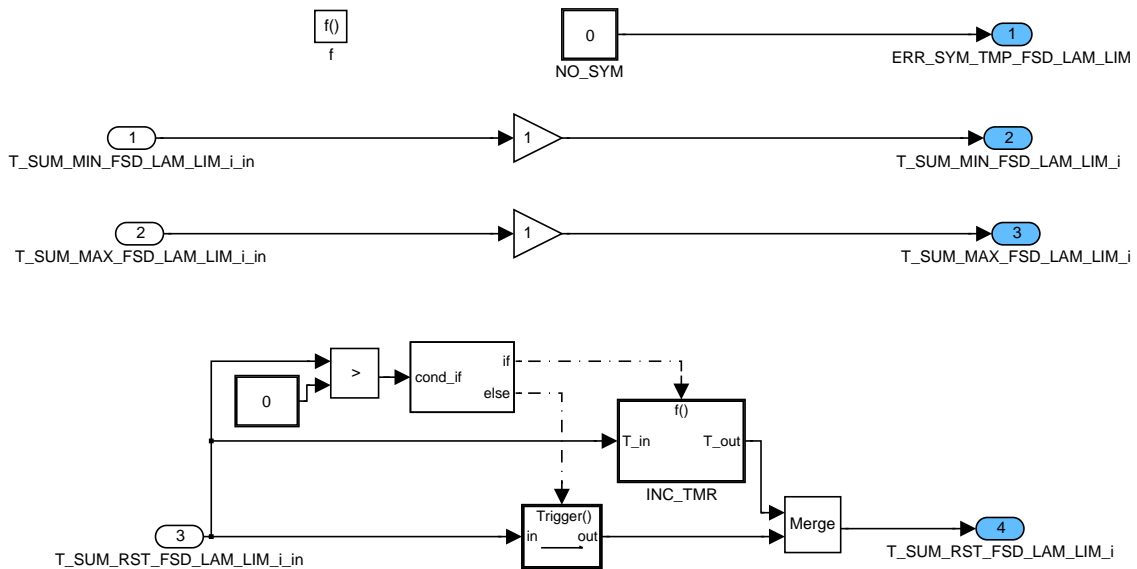 f()
f
0
NO_SYM
1
ERR_SYM_TMP_FSD_LAM_LIM
1
T_SUM_MIN_FSD_LAM_LIM_i_in
1
2
T_SUM_MIN_FSD_LAM_LIM_i
2
T_SUM_MAX_FSD_LAM_LIM_i_in
1
3
T_SUM_MAX_FSD_LAM_LIM_i
>
0
cond_if
if
else
f()
T_in
T_out
INC_TMR
3
T_SUM_RST_FSD_LAM_LIM_i_in
Trigger()
in
out
Merge
4
T_SUM_RST_FSD_LAM_LIM_i